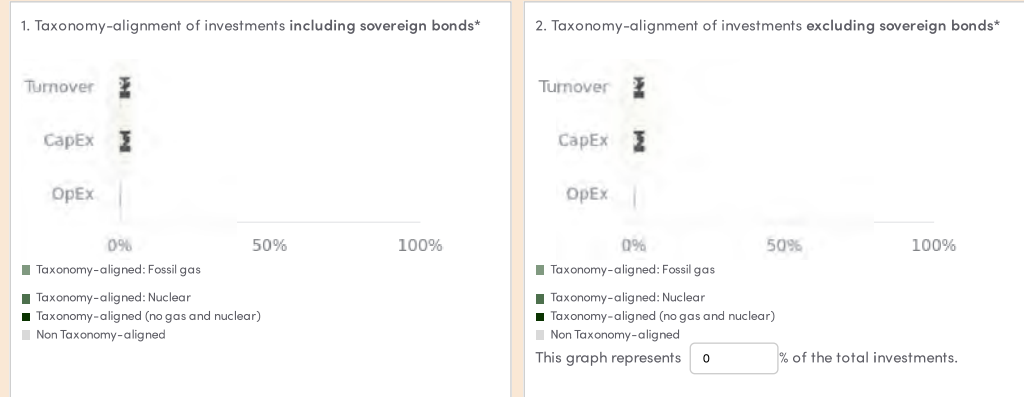 1. Taxonomy-alignment of investments including sovereign bonds*
Turnover
CapEx
OpEx
0% 50% 100%
Taxonomy-aligned: Fossil gas
Taxonomy-aligned: Nuclear
Taxonomy-aligned (no gas and nuclear)
Non Taxonomy-aligned
2. Taxonomy-alignment of investments excluding sovereign bonds*
Turnover
CapEx
OpEx
0% 50% 100%
Taxonomy-aligned: Fossil gas
Taxonomy-aligned: Nuclear
Taxonomy-aligned (no gas and nuclear)
Non Taxonomy-aligned
This graph represents 0 % of the total investments.